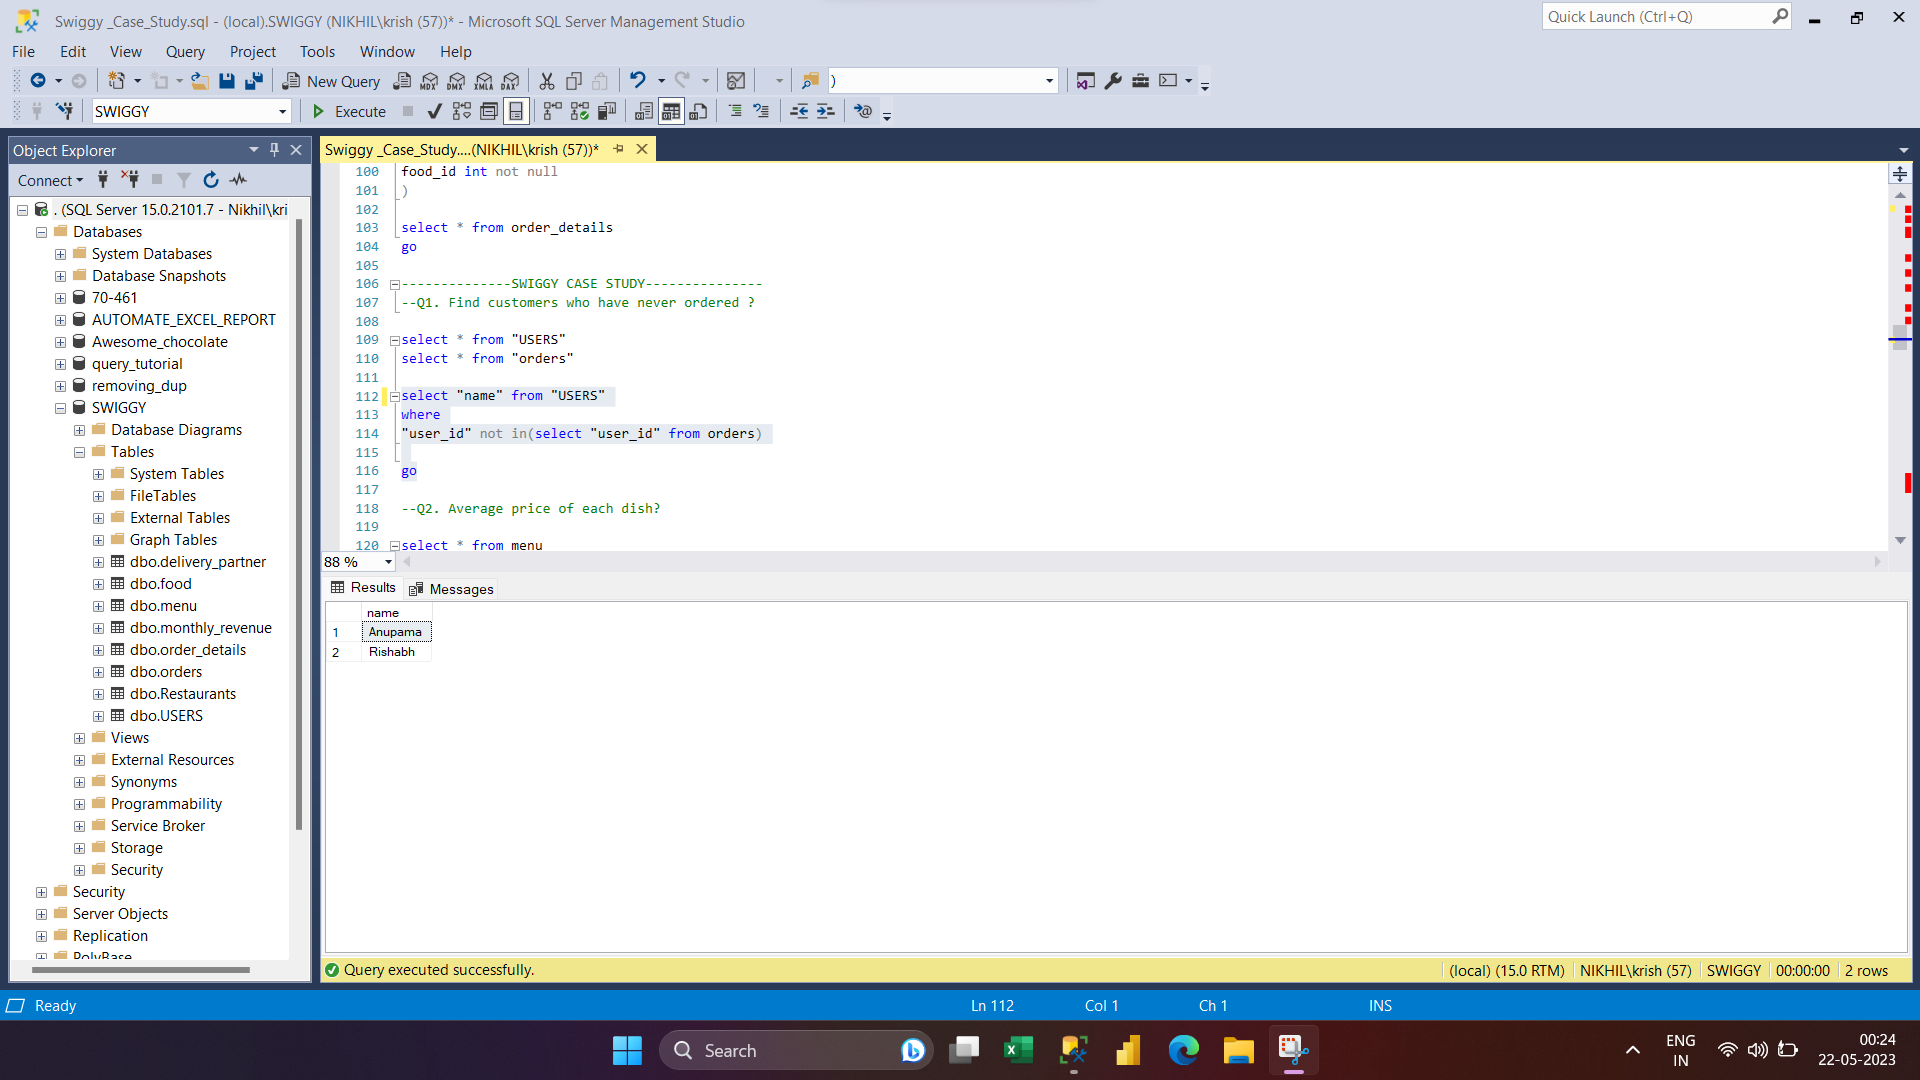 Swiggy _Case_Study.sql - (local).SWIGGY (NIKHIL\krish (57))* - Microsoft SQL Server Management Studio
Quick Launch (Ctrl+Q)
File Edit View Query Project Tools Window Help
New Query MDX DMX XMLA DAX )
SWIGGY Execute
Object Explorer
Connect
. (SQL Server 15.0.2101.7 - Nikhil\kri
Databases
System Databases
Database Snapshots
70-461
AUTOMATE_EXCEL_REPORT
Awesome_chocolate
query_tutorial
removing_dup
SWIGGY
Database Diagrams
Tables
System Tables
FileTables
External Tables
Graph Tables
dbo.delivery_partner
dbo.food
dbo.menu
dbo.monthly_revenue
dbo.order_details
dbo.orders
dbo.Restaurants
dbo.USERS
Views
External Resources
Synonyms
Programmability
Service Broker
Storage
Security
Security
Server Objects
Replication
PolyBase
Swiggy _Case_Study....(NIKHIL\krish (57))*
100 food_id int not null
101 )
102
103 select * from order_details
104 go
105
106 --------------SWIGGY CASE STUDY---------------
107 --Q1. Find customers who have never ordered ?
108
109 select * from "USERS"
110 select * from "orders"
111
112 select "name" from "USERS"
113 where
114 "user_id" not in(select "user_id" from orders)
115
116 go
117
118 --Q2. Average price of each dish?
119
120 select * from menu
88 %
Results Messages
name
1 Anupama
2 Rishabh
Query executed successfully.
(local) (15.0 RTM) NIKHIL\krish (57) SWIGGY 00:00:00 2 rows
Ready Ln 112 Col 1 Ch 1 INS
Search
ENG
IN
00:24
22-05-2023